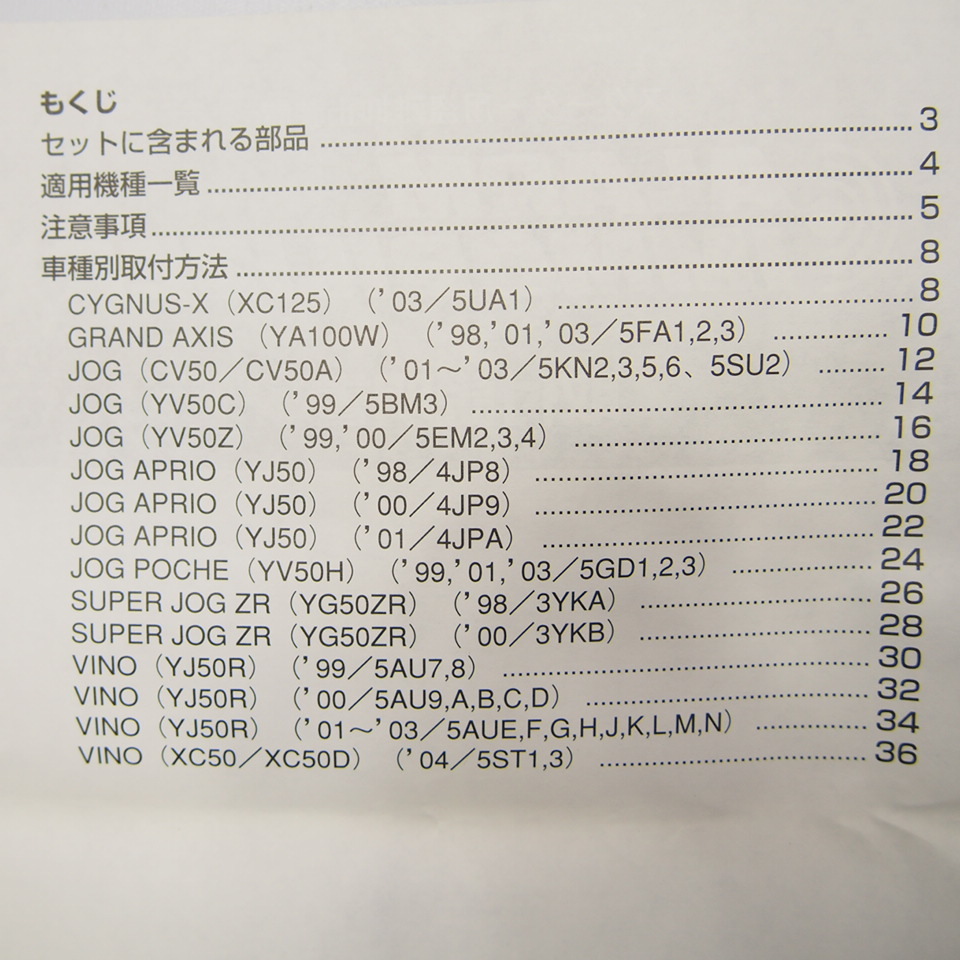 もくじ
セットに含まれる部品 ........ 3
適用機種一覧 ........ 4
注意事項 ........ 5
車種別取付方法 ........ 8
CYGNUS-X（XC125）（'03／5UA1） ........ 8
GRAND AXIS（YA100W）（'98,'01,'03／5FA1,2,3） ........ 10
JOG（CV50／CV50A）（'01～'03／5KN2,3,5,6、5SU2） ........ 12
JOG（YV50C）（'99／5BM3） ........ 14
JOG（YV50Z）（'99,'00／5EM2,3,4） ........ 16
JOG APRIO（YJ50）（'98／4JP8） ........ 18
JOG APRIO（YJ50）（'00／4JP9） ........ 20
JOG APRIO（YJ50）（'01／4JPA） ........ 22
JOG POCHE（YV50H）（'99,'01,'03／5GD1,2,3） ........ 24
SUPER JOG ZR（YG50ZR）（'98／3YKA） ........ 26
SUPER JOG ZR（YG50ZR）（'00／3YKB） ........ 28
VINO（YJ50R）（'99／5AU7,8） ........ 30
VINO（YJ50R）（'00／5AU9,A,B,C,D） ........ 32
VINO（YJ50R）（'01～'03／5AUE,F,G,H,J,K,L,M,N） ........ 34
VINO（XC50／XC50D）（'04／5ST1,3） ........ 36